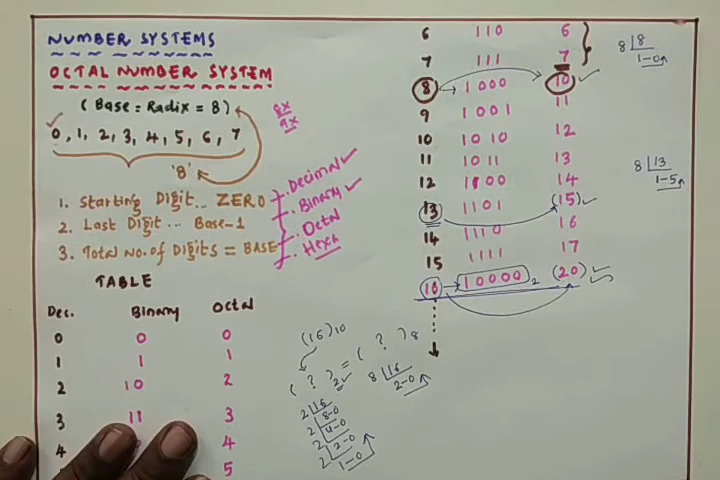 NUMBER SYSTEMS
OCTAL NUMBER SYSTEM
(Base = Radix = 8)
0, 1, 2, 3, 4, 5, 6, 7
'8'
8x
9x
1. Starting Digit... ZERO
2. Last Digit ... Base-1
3. Total No. of Digits = BASE
Decimal ✓
Binary ✓
Octal
Hexa
TABLE
Dec. Binary Octal
0 0 0
1 1 1
2 10 2
3 11 3
4 4
5
6 110 6
7 111 7
8 → 1000 10 ✓
9 1001 11
10 1010 12
11 1011 13
12 1100 14
13 1101 (15) ✓
14 1110 16
15 1111 17
16 → 10000 2 (20) ✓
8 8
1-0
8 13
1-5
(16)10
( ? )2 = ( ? )8
2 16
2 8-0
2 4-0
2 2-0
1-0
8 16
2-0